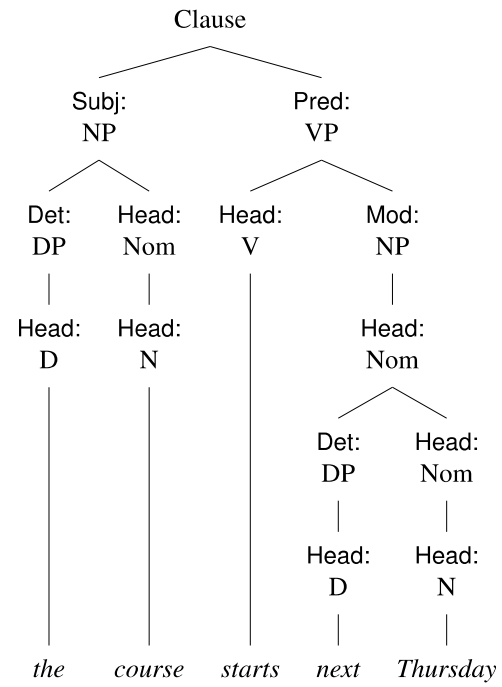 Clause
Subj: Pred:
NP VP
Det: Head: Head: Mod:
DP Nom V NP
Head: Head: Head:
D N Nom
Det: Head:
DP Nom
Head: Head:
D N
the course starts next Thursday